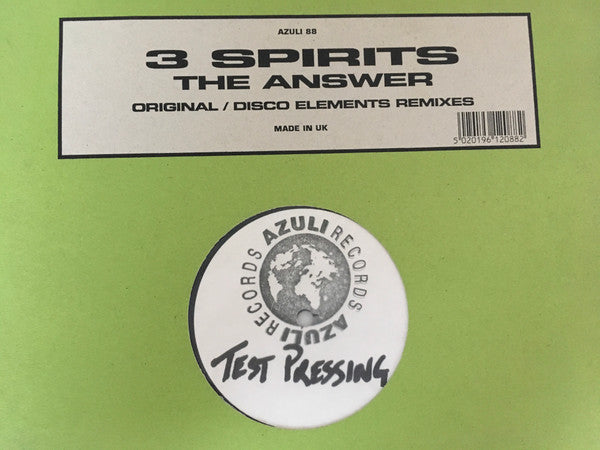 AZULI 88
3 SPIRITS
THE ANSWER
ORIGINAL / DISCO ELEMENTS REMIXES
MADE IN UK
5 020196 120882
AZULI RECORDS AZULI RECORDS
TEST PRESSING